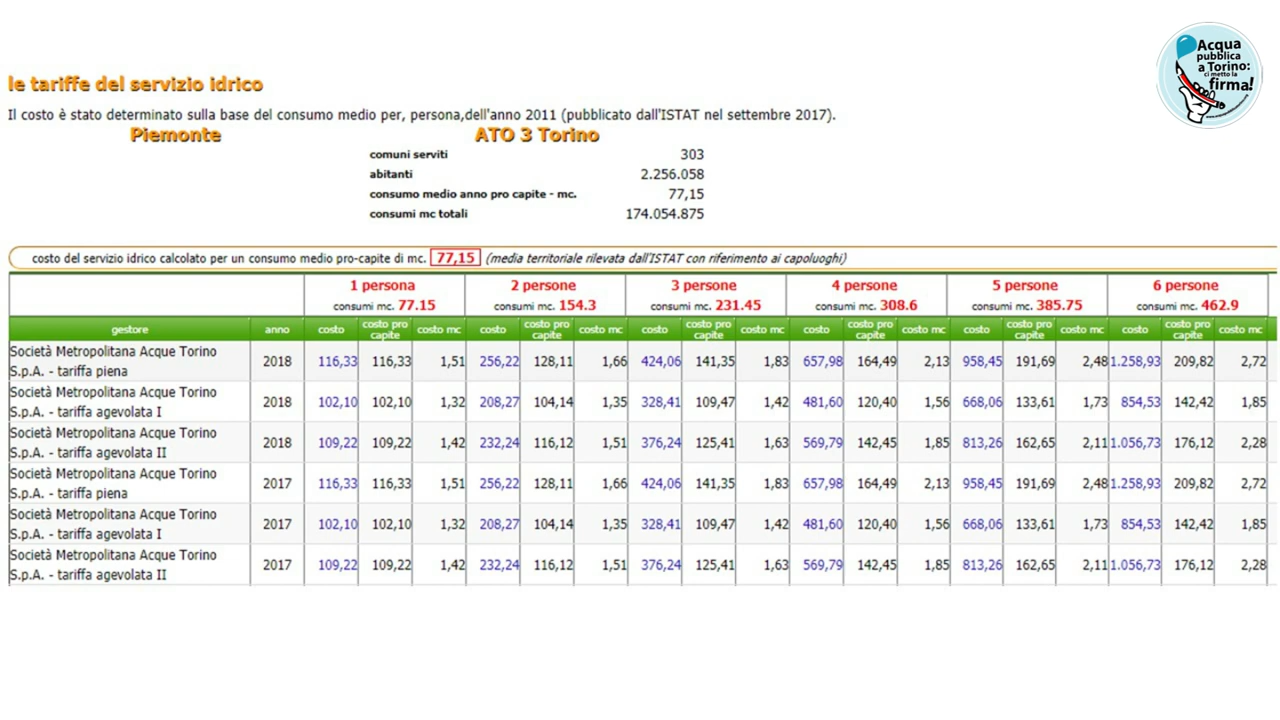 Acqua
pubblica
a Torino:
ci metto la
firma!
le tariffe del servizio idrico
Il costo è stato determinato sulla base del consumo medio per, persona,dell'anno 2011 (pubblicato dall'ISTAT nel settembre 2017).
Piemonte ATO 3 Torino
comuni serviti 303
abitanti 2.256.058
consumo medio anno pro capite - mc. 77,15
consumi mc totali 174.054.875
costo del servizio idrico calcolato per un consumo medio pro-capite di mc. 77,15 (media territoriale rilevata dall'ISTAT con riferimento ai capoluoghi)
1 persona 2 persone 3 persone 4 persone 5 persone 6 persone
consumi mc. 77.15 consumi mc. 154.3 consumi mc. 231.45 consumi mc. 308.6 consumi mc. 385.75 consumi mc. 462.9
gestore anno costo costo pro capite costo mc costo costo pro capite costo mc costo costo pro capite costo mc costo costo pro capite costo mc costo costo pro capite costo mc costo costo pro capite costo mc
Società Metropolitana Acque Torino
S.p.A. - tariffa piena 2018 116,33 116,33 1,51 256,22 128,11 1,66 424,06 141,35 1,83 657,98 164,49 2,13 958,45 191,69 2,48 1.258,93 209,82 2,72
Società Metropolitana Acque Torino
S.p.A. - tariffa agevolata I 2018 102,10 102,10 1,32 208,27 104,14 1,35 328,41 109,47 1,42 481,60 120,40 1,56 668,06 133,61 1,73 854,53 142,42 1,85
Società Metropolitana Acque Torino
S.p.A. - tariffa agevolata II 2018 109,22 109,22 1,42 232,24 116,12 1,51 376,24 125,41 1,63 569,79 142,45 1,85 813,26 162,65 2,11 1.056,73 176,12 2,28
Società Metropolitana Acque Torino
S.p.A. - tariffa piena 2017 116,33 116,33 1,51 256,22 128,11 1,66 424,06 141,35 1,83 657,98 164,49 2,13 958,45 191,69 2,48 1.258,93 209,82 2,72
Società Metropolitana Acque Torino
S.p.A. - tariffa agevolata I 2017 102,10 102,10 1,32 208,27 104,14 1,35 328,41 109,47 1,42 481,60 120,40 1,56 668,06 133,61 1,73 854,53 142,42 1,85
Società Metropolitana Acque Torino
S.p.A. - tariffa agevolata II 2017 109,22 109,22 1,42 232,24 116,12 1,51 376,24 125,41 1,63 569,79 142,45 1,85 813,26 162,65 2,11 1.056,73 176,12 2,28